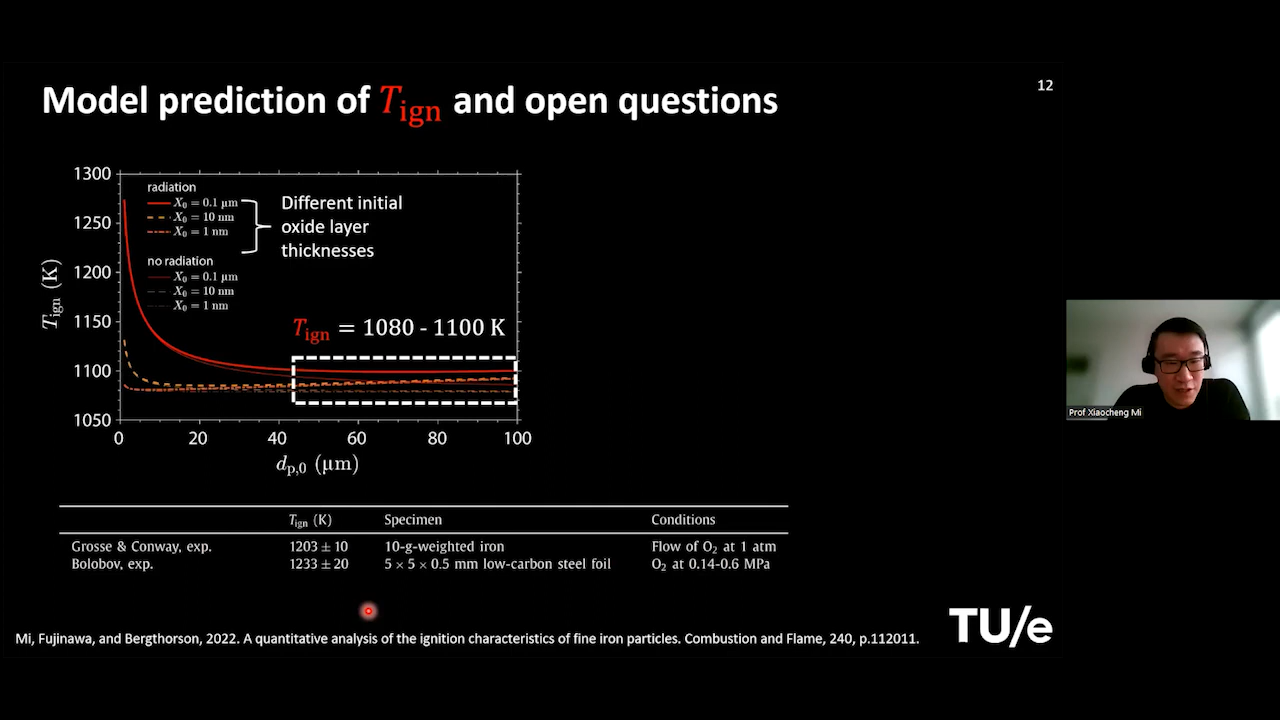 Model prediction of T_ign and open questions
12
1300
1250
1200
1150
1100
1050
T_ign (K)
radiation
X₀ = 0.1 μm
X₀ = 10 nm
X₀ = 1 nm
Different initial
oxide layer
thicknesses
no radiation
X₀ = 0.1 μm
X₀ = 10 nm
X₀ = 1 nm
T_ign = 1080 - 1100 K
0 20 40 60 80 100
d_p,0 (μm)
T_ign (K) Specimen Conditions
Grosse & Conway, exp. 1203 ± 10 10-g-weighted iron Flow of O₂ at 1 atm
Bolobov, exp. 1233 ± 20 5 × 5 × 0.5 mm low-carbon steel foil O₂ at 0.14-0.6 MPa
Mi, Fujinawa, and Bergthorson, 2022. A quantitative analysis of the ignition characteristics of fine iron particles. Combustion and Flame, 240, p.112011.
TU/e
Prof Xiaocheng Mi